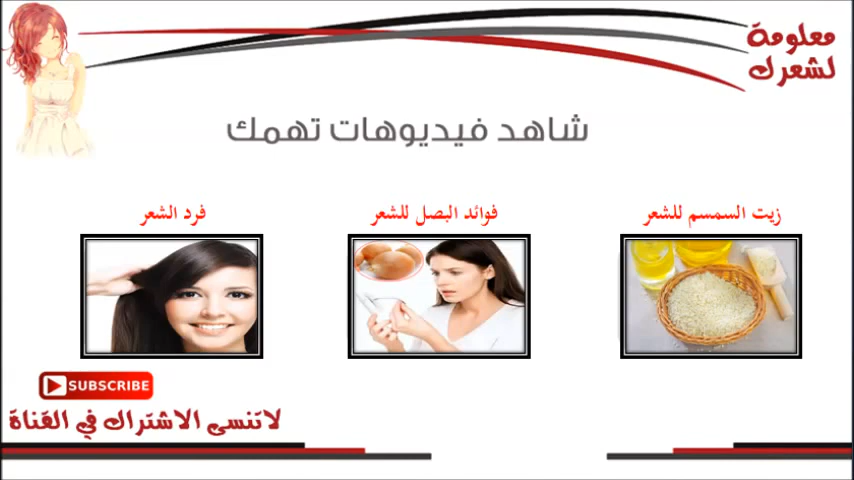 معلومة
لشعرك
شاهد فيديوهات تهمك
زيت السمسم للشعر
فوائد البصل للشعر
فرد الشعر
SUBSCRIBE
لاتنسى الاشتراك في القناة